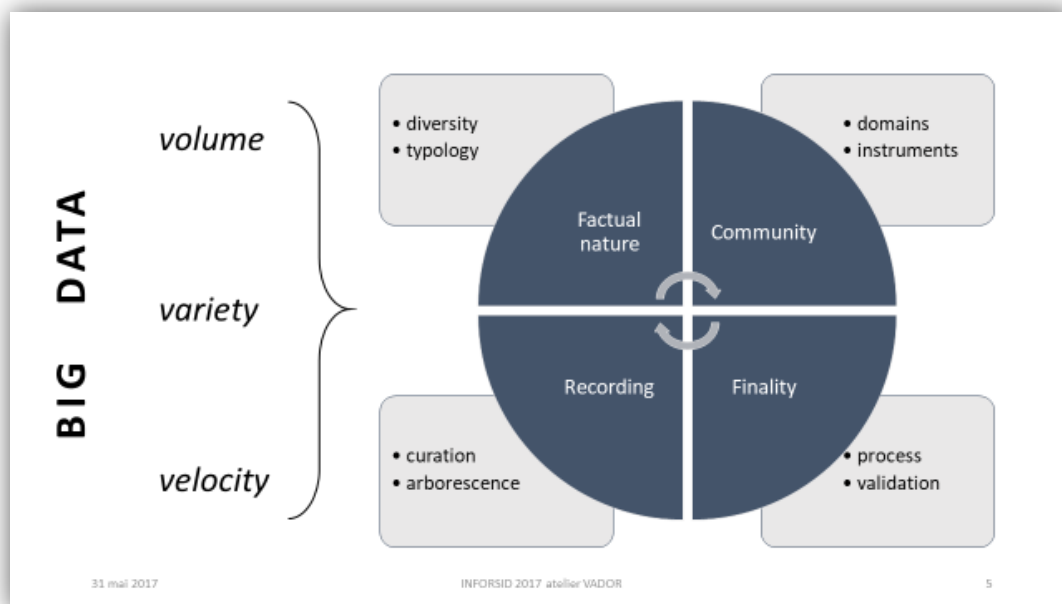 BIG DATA
volume
variety
velocity
• diversity
• typology
• domains
• instruments
Factual
nature
Community
Recording
Finality
• curation
• arborescence
• process
• validation
31 mai 2017
INFORSID 2017 atelier VADOR
5